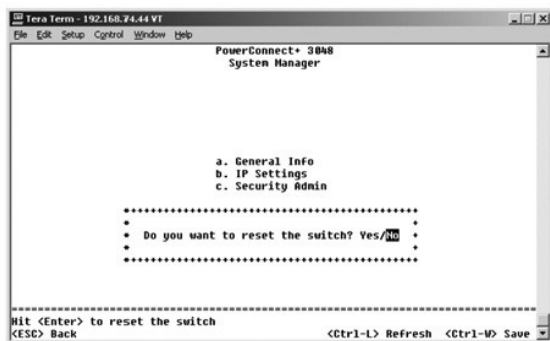 Tera Term - 192.168.74.44 VT
File Edit Setup Control Window Help
PowerConnect+ 3048
System Manager
a. General Info
b. IP Settings
c. Security Admin
Do you want to reset the switch? Yes/No
Hit <Enter> to reset the switch
<ESC> Back <Ctrl-L> Refresh <Ctrl-W> Save